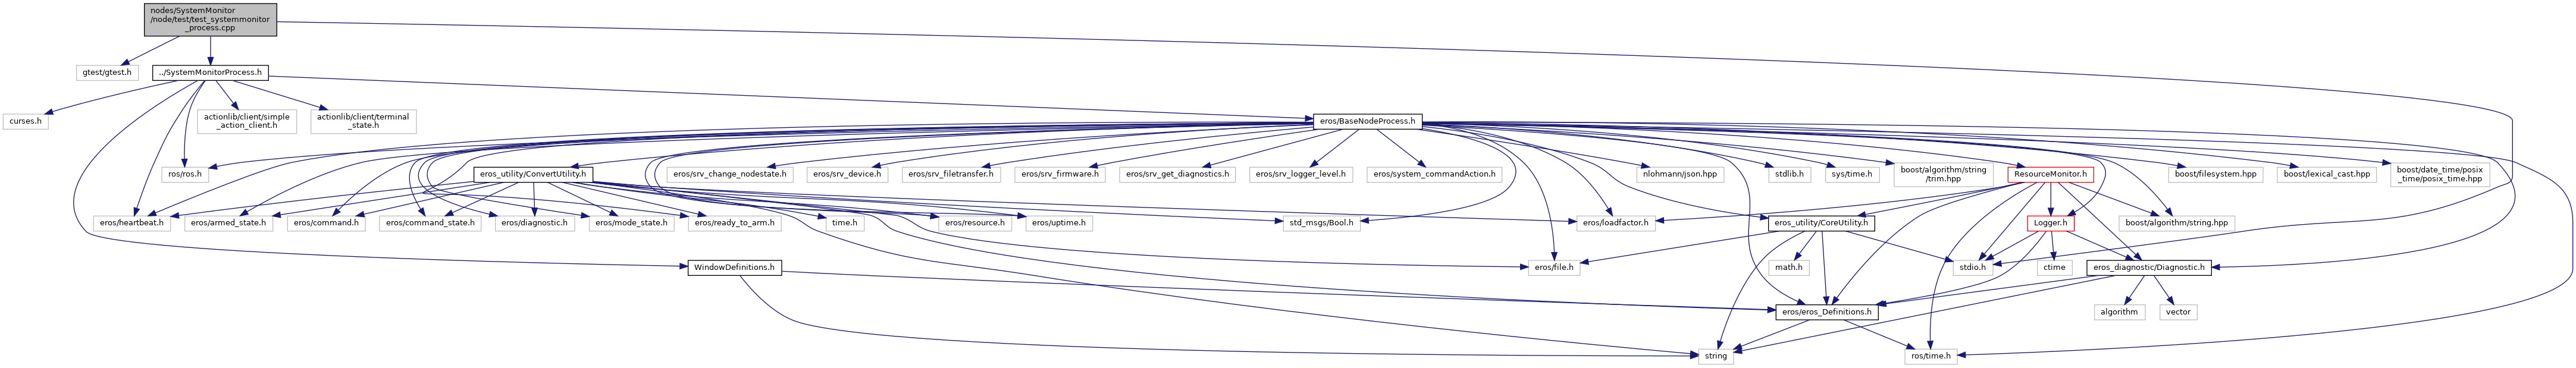 nodes/SystemMonitor
/node/test/test_systemmonitor
_process.cpp
gtest/gtest.h
../SystemMonitorProcess.h
curses.h
actionlib/client/simple
_action_client.h
actionlib/client/terminal
_state.h
eros/BaseNodeProcess.h
ros/ros.h
eros_utility/ConvertUtility.h
eros/srv_change_nodestate.h
eros/srv_device.h
eros/srv_filetransfer.h
eros/srv_firmware.h
eros/srv_get_diagnostics.h
eros/srv_logger_level.h
eros/system_commandAction.h
nlohmann/json.hpp
stdlib.h
sys/time.h
boost/algorithm/string
/trim.hpp
ResourceMonitor.h
boost/filesystem.hpp
boost/lexical_cast.hpp
boost/date_time/posix
_time/posix_time.hpp
eros/heartbeat.h
eros/armed_state.h
eros/command.h
eros/command_state.h
eros/diagnostic.h
eros/mode_state.h
eros/ready_to_arm.h
time.h
eros/resource.h
eros/uptime.h
std_msgs/Bool.h
eros/loadfactor.h
eros_utility/CoreUtility.h
Logger.h
boost/algorithm/string.hpp
WindowDefinitions.h
eros/file.h
math.h
stdio.h
ctime
eros_diagnostic/Diagnostic.h
eros/eros_Definitions.h
algorithm
vector
string
ros/time.h